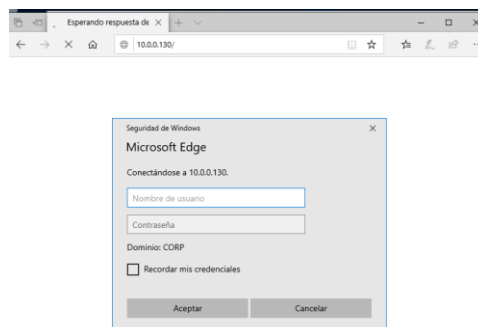 Esperando respuesta de
10.0.0.130/
Seguridad de Windows
Microsoft Edge
Conectándose a 10.0.0.130.
Nombre de usuario
Contraseña
Dominio: CORP
Recordar mis credenciales
Aceptar
Cancelar